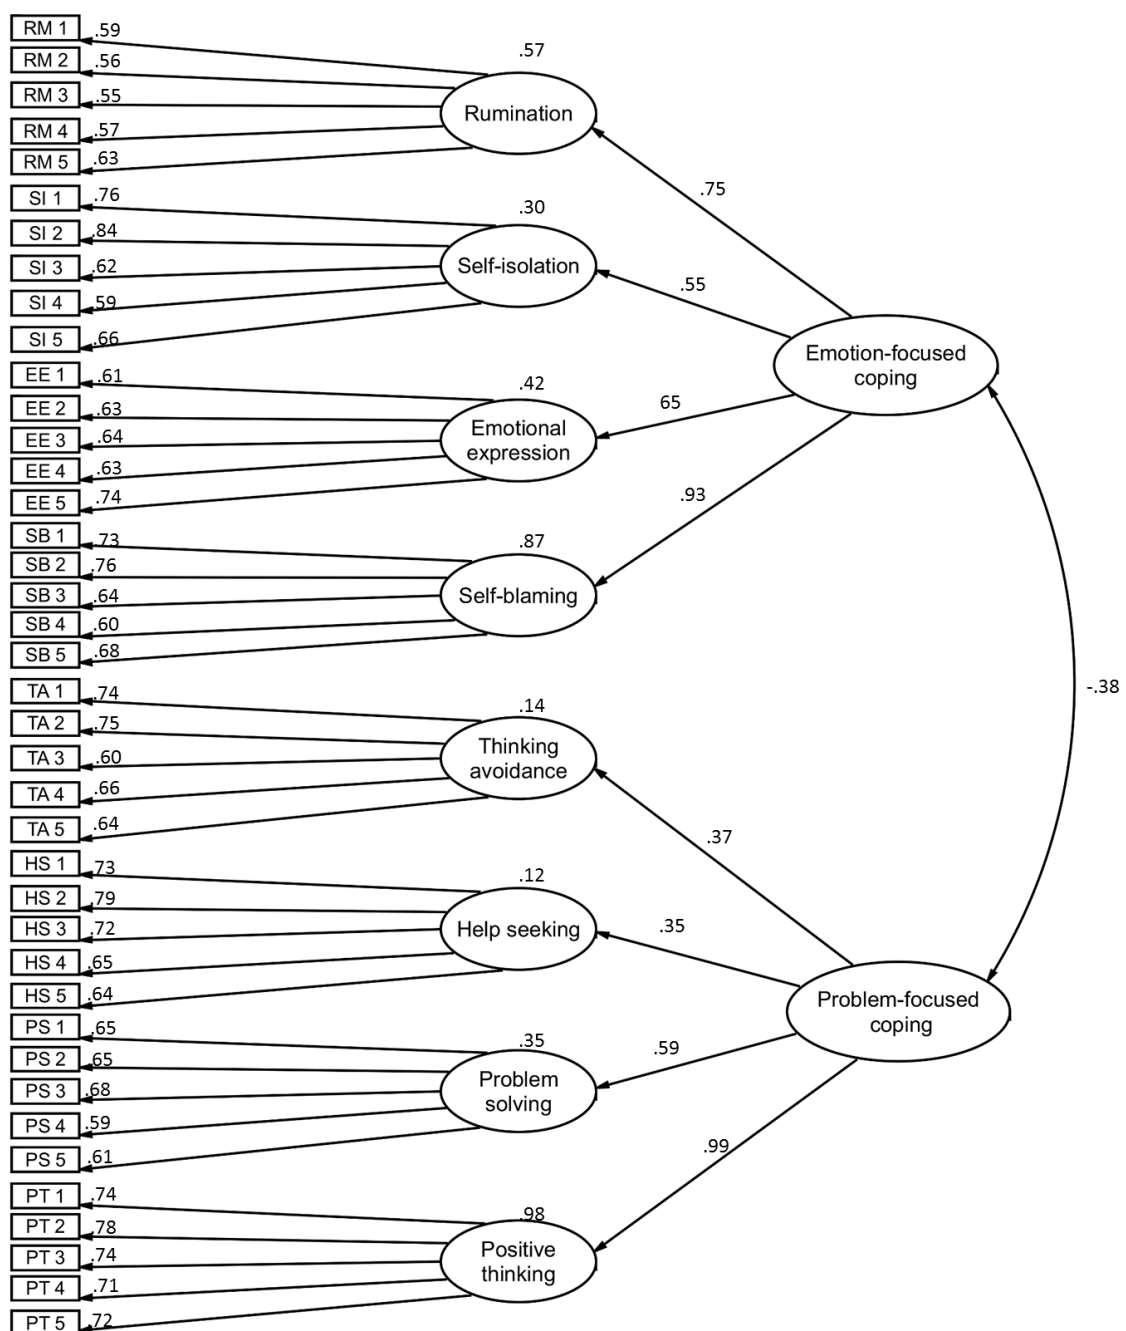 RM 1 .59
RM 2 .56
RM 3 .55
RM 4 .57
RM 5 .63
.57
Rumination
.75
SI 1 .76
SI 2 .84
SI 3 .62
SI 4 .59
SI 5 .66
.30
Self-isolation
.55
EE 1 .61
EE 2 .63
EE 3 .64
EE 4 .63
EE 5 .74
.42
Emotional
expression
65
SB 1 .73
SB 2 .76
SB 3 .64
SB 4 .60
SB 5 .68
.87
Self-blaming
.93
Emotion-focused
coping
-.38
TA 1 .74
TA 2 .75
TA 3 .60
TA 4 .66
TA 5 .64
.14
Thinking
avoidance
.37
HS 1 .73
HS 2 .79
HS 3 .72
HS 4 .65
HS 5 .64
.12
Help seeking
.35
PS 1 .65
PS 2 .65
PS 3 .68
PS 4 .59
PS 5 .61
.35
Problem
solving
.59
PT 1 .74
PT 2 .78
PT 3 .74
PT 4 .71
PT 5 .72
.98
Positive
thinking
.99
Problem-focused
coping